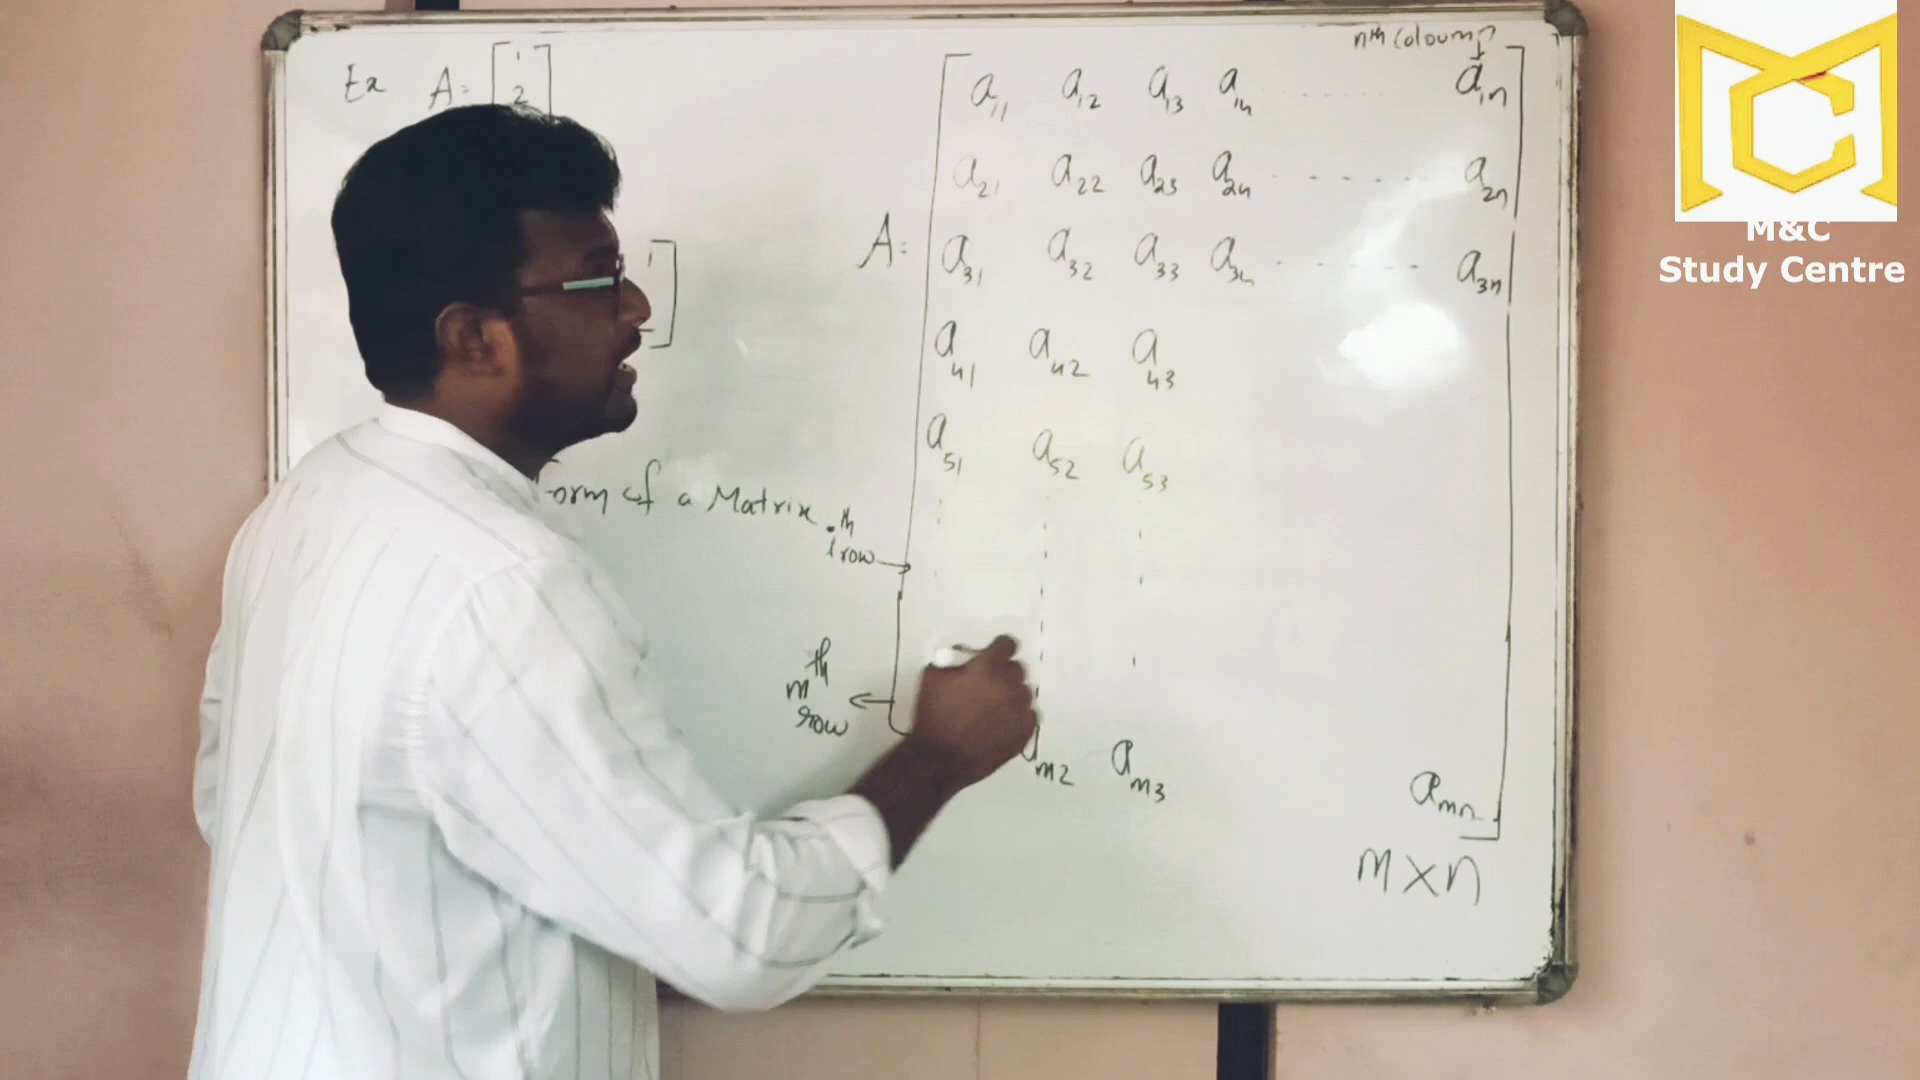 Ex A = [ 1
2 ]
orm of a Matrix
nth Coloumn
A = [ a11 a12 a13 a14 ........ a1n
a21 a22 a23 a24 ........ a2n
a31 a32 a33 a34 ........ a3n
a41 a42 a43
a51 a52 a53
ith row
mth row
am2 am3 amn ]
m×n
M&C
Study Centre